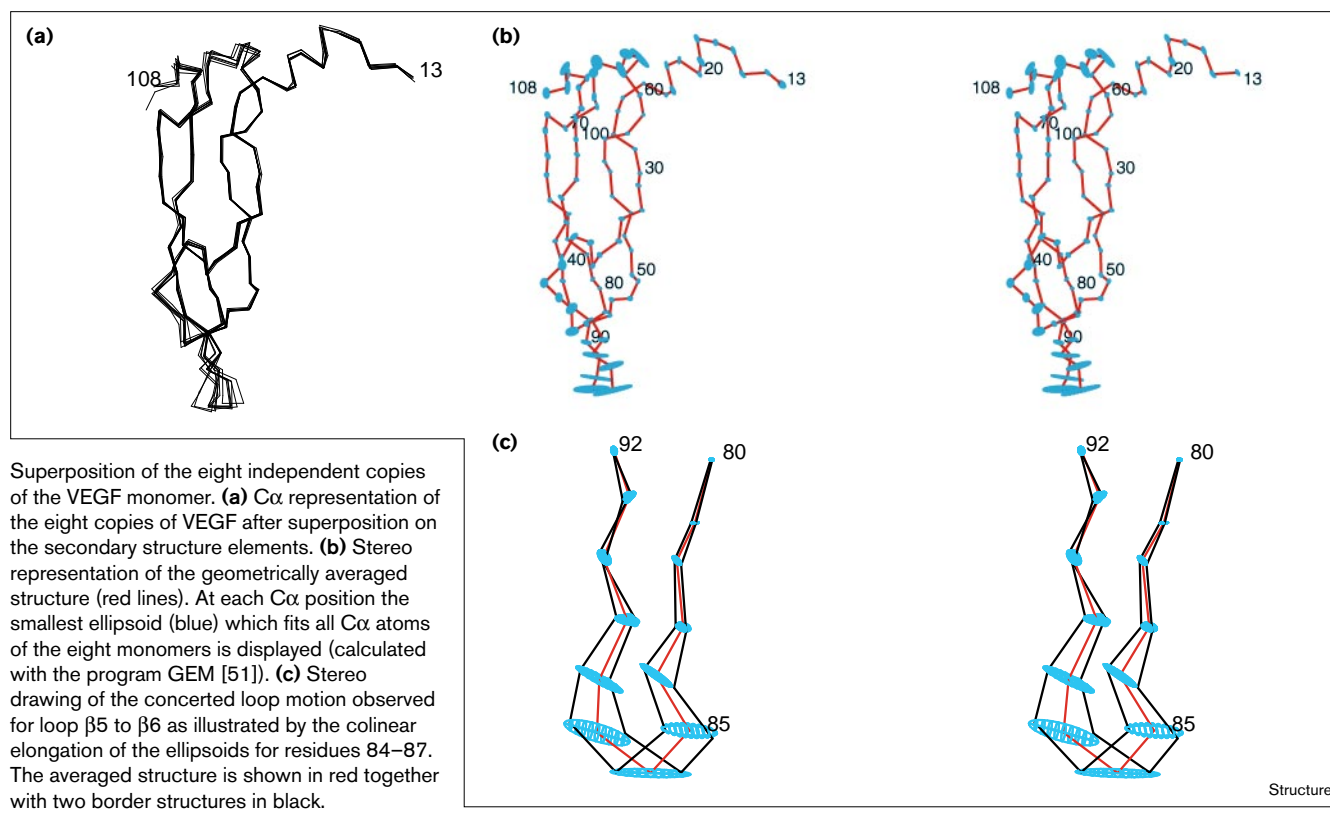 (a)
108
13
(b)
108
13
20
60
70
100
30
40
50
80
90
108
13
20
60
70
100
30
40
50
80
90
Superposition of the eight independent copies
of the VEGF monomer. (a) Cα representation of
the eight copies of VEGF after superposition on
the secondary structure elements. (b) Stereo
representation of the geometrically averaged
structure (red lines). At each Cα position the
smallest ellipsoid (blue) which fits all Cα atoms
of the eight monomers is displayed (calculated
with the program GEM [51]). (c) Stereo
drawing of the concerted loop motion observed
for loop β5 to β6 as illustrated by the colinear
elongation of the ellipsoids for residues 84–87.
The averaged structure is shown in red together
with two border structures in black.
(c)
92
80
85
92
80
85
Structure